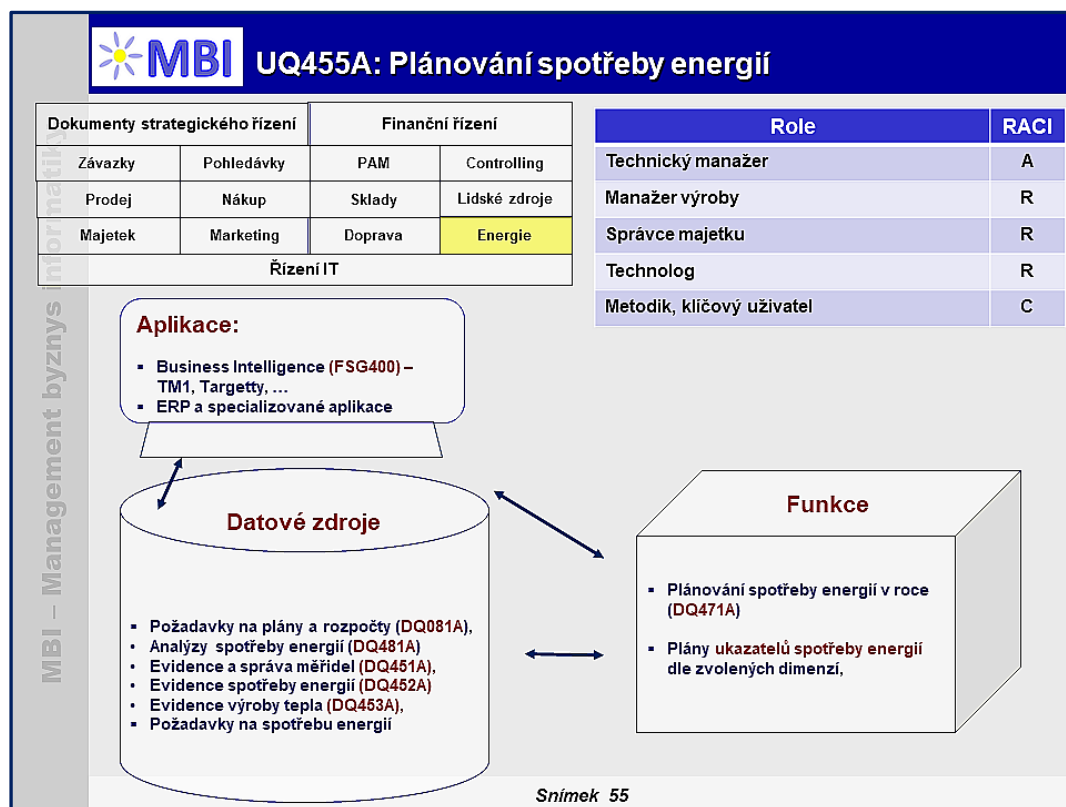 MBI
UQ455A: Plánování spotřeby energií
MBI – Management byznys informatiky
Dokumenty strategického řízení Finanční řízení
Závazky Pohledávky PAM Controlling
Prodej Nákup Sklady Lidské zdroje
Majetek Marketing Doprava Energie
Řízení IT
Role RACI
Technický manažer A
Manažer výroby R
Správce majetku R
Technolog R
Metodik, klíčový uživatel C
Aplikace:
▪ Business Intelligence (FSG400) –
TM1, Targetty, …
▪ ERP a specializované aplikace
Datové zdroje
▪ Požadavky na plány a rozpočty (DQ081A),
• Analýzy spotřeby energií (DQ481A)
▪ Evidence a správa měřidel (DQ451A),
• Evidence spotřeby energií (DQ452A)
• Evidence výroby tepla (DQ453A),
▪ Požadavky na spotřebu energií
Funkce
▪ Plánování spotřeby energií v roce
(DQ471A)
▪ Plány ukazatelů spotřeby energií
dle zvolených dimenzí,
Snímek 55